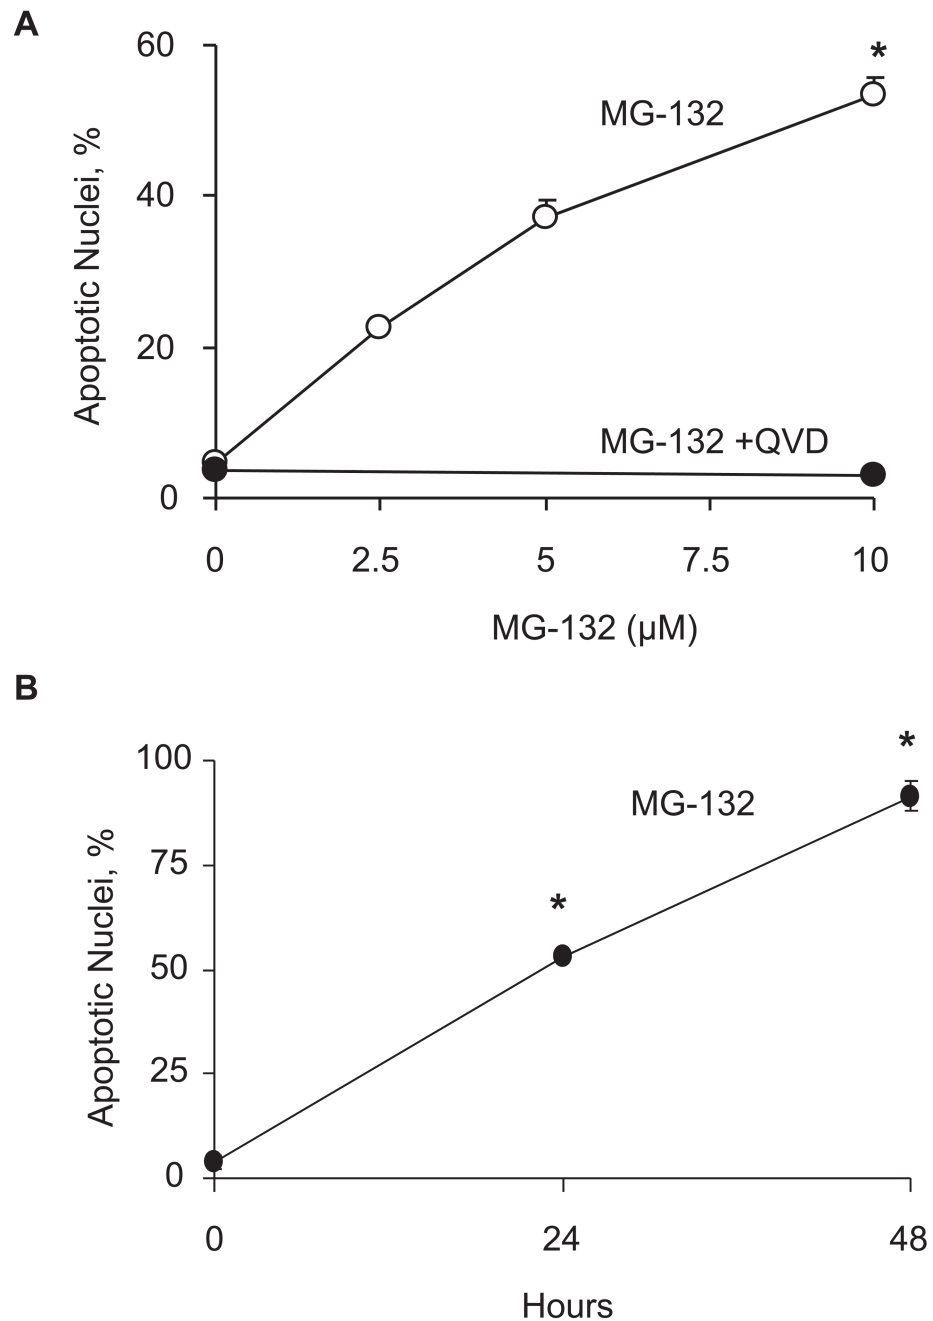 A
60
*
MG-132
40
Apoptotic Nuclei, %
20
MG-132 +QVD
0
0 2.5 5 7.5 10
MG-132 (µM)
B
100
*
MG-132
75
*
Apoptotic Nuclei, %
50
25
0
0 24 48
Hours